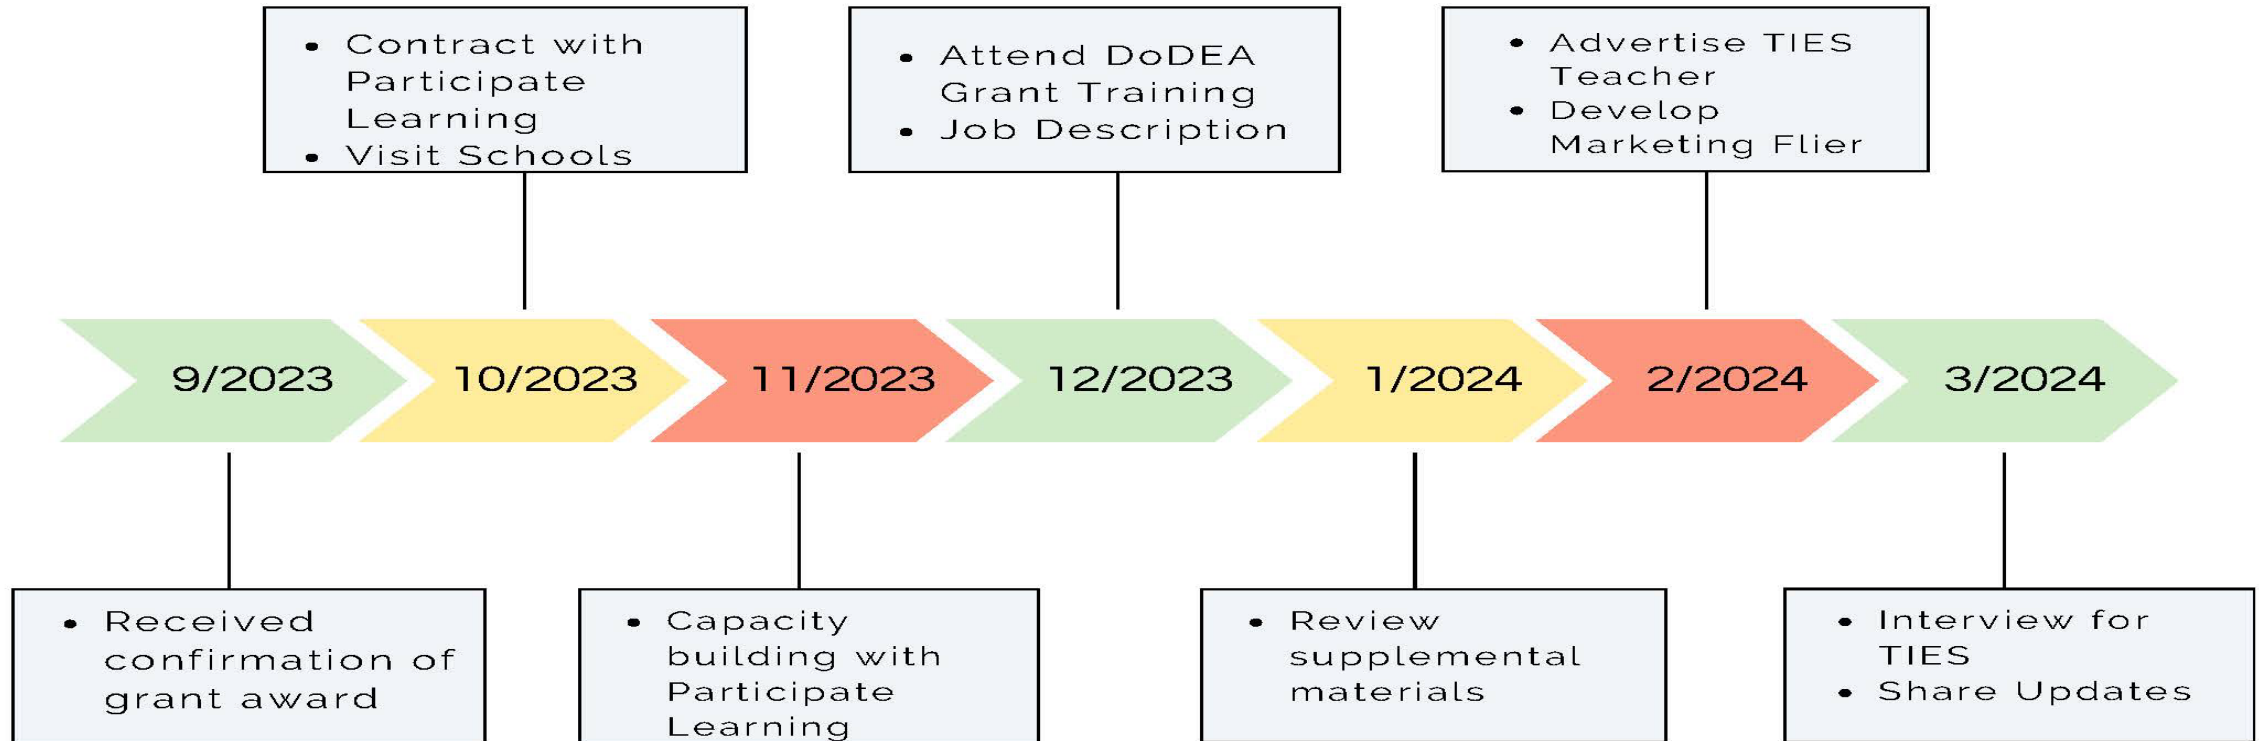 • Contract with
Participate
Learning
• Visit Schools
• Attend DoDEA
Grant Training
• Job Description
• Advertise TIES
Teacher
• Develop
Marketing Flier
9/2023
10/2023
11/2023
12/2023
1/2024
2/2024
3/2024
• Received
confirmation of
grant award
• Capacity
building with
Participate
Learning
• Review
supplemental
materials
• Interview for
TIES
• Share Updates